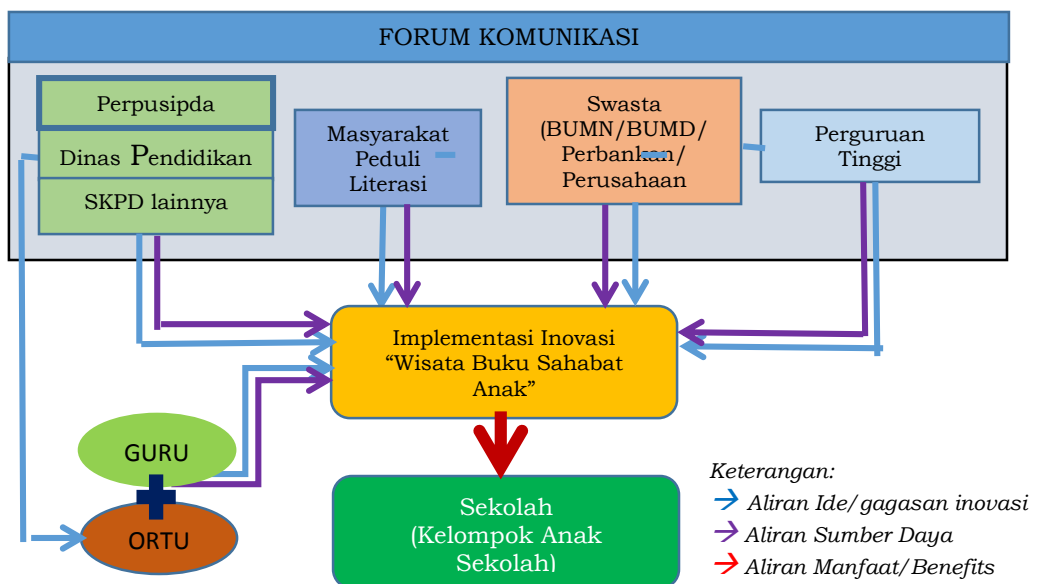 FORUM KOMUNIKASI
Perpusipda
Dinas Pendidikan
SKPD lainnya
Masyarakat
Peduli
Literasi
Swasta
(BUMN/BUMD/
Perbankan/
Perusahaan
Perguruan
Tinggi
Implementasi Inovasi
“Wisata Buku Sahabat
Anak”
GURU
ORTU
Sekolah
(Kelompok Anak
Sekolah)
Keterangan:
Aliran Ide/gagasan inovasi
Aliran Sumber Daya
Aliran Manfaat/Benefits